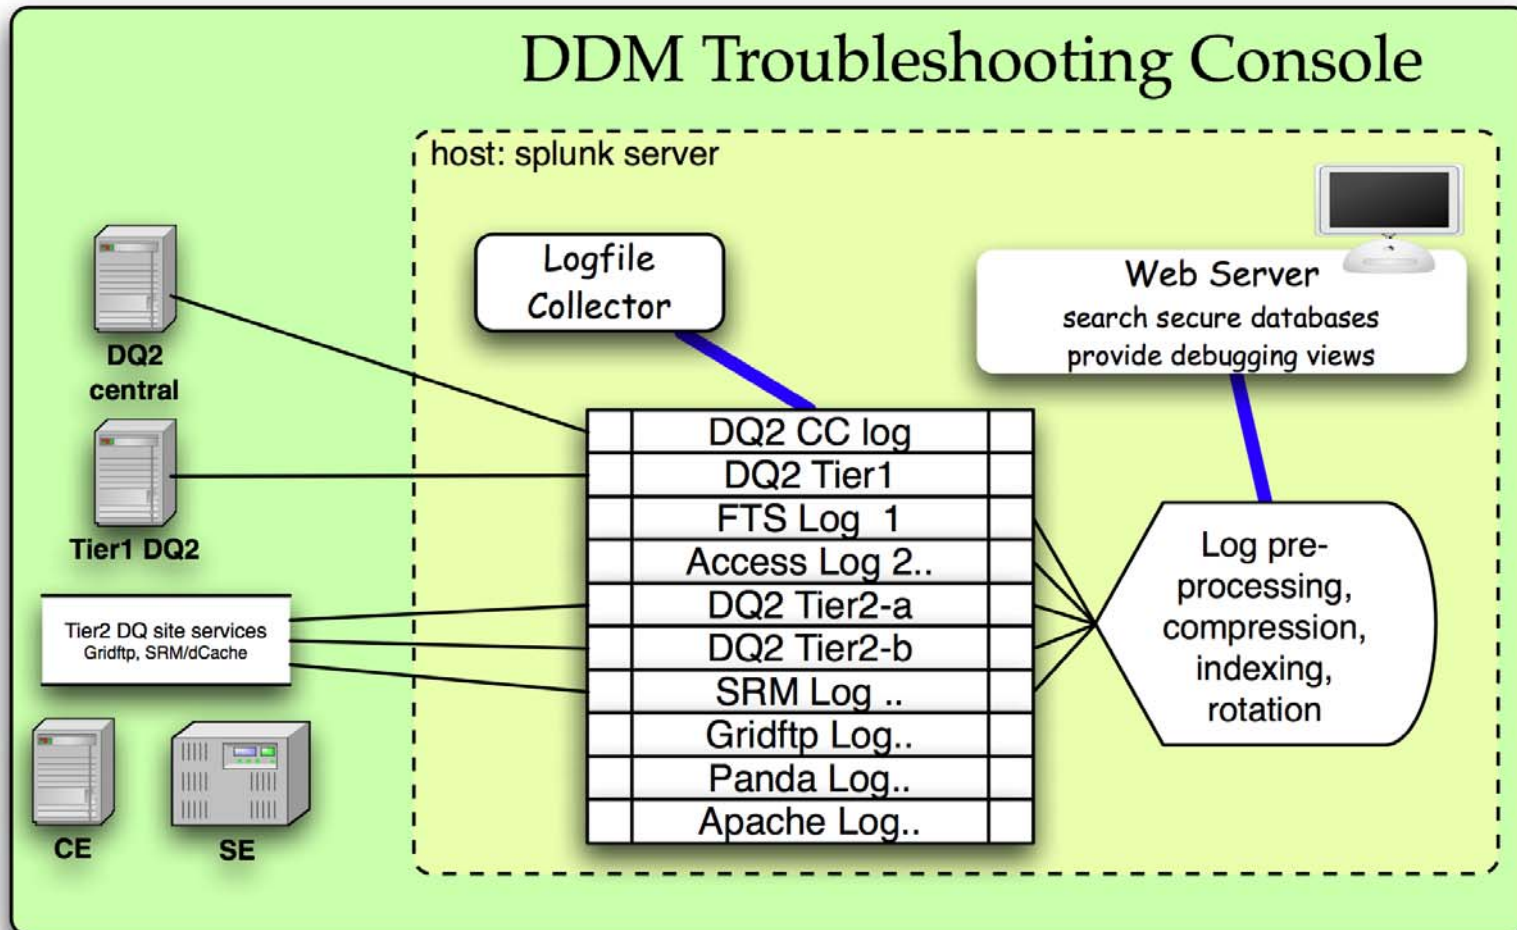 DDM Troubleshooting Console
host: splunk server
DQ2
central
Tier1 DQ2
Tier2 DQ site services
Gridftp, SRM/dCache
CE
SE
Logfile
Collector
DQ2 CC log
DQ2 Tier1
FTS Log 1
Access Log 2..
DQ2 Tier2-a
DQ2 Tier2-b
SRM Log ..
Gridftp Log..
Panda Log..
Apache Log..
Web Server
search secure databases
provide debugging views
Log pre-
processing,
compression,
indexing,
rotation